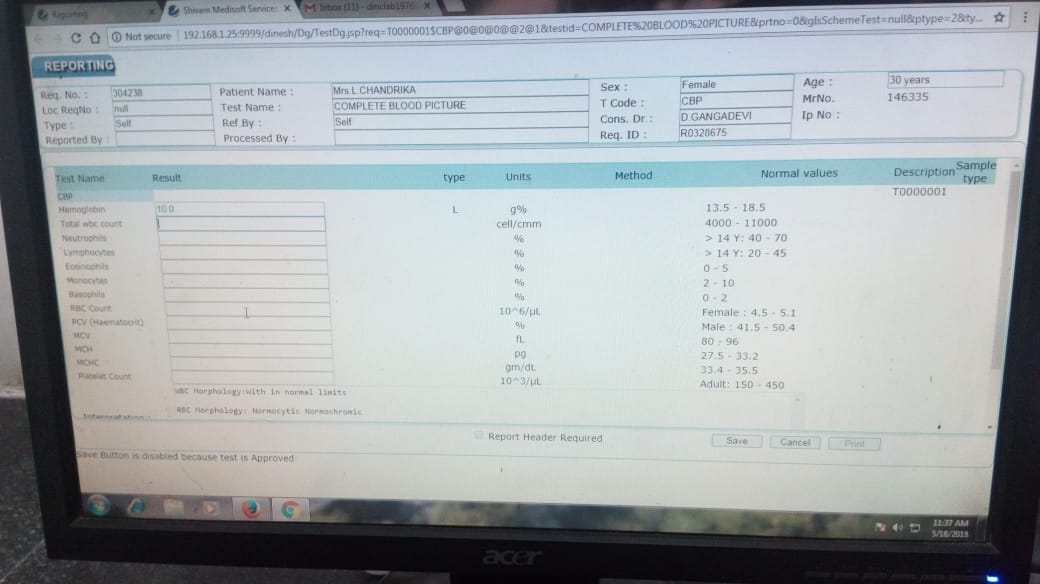 Reporting
Shivam Medisoft Services
Inbox (11) - dmclab1976
Not secure | 192.168.1.25:9999/dinesh/Dg/TestDg.jsp?req=T0000001$CBP@0@0@0@@2@1&testid=COMPLETE%20BLOOD%20PICTURE&prtno=0&glsSchemeTest=null&ptype=2&ty...
REPORTING
Req. No. : 304238 Patient Name : Mrs.L.CHANDRIKA Sex : Female Age : 30 years
Loc ReqNo : null Test Name : COMPLETE BLOOD PICTURE T Code : CBP MrNo. 146335
Type : Self Ref By : Self Cons. Dr : D.GANGADEVI Ip No :
Reported By : Processed By : Req. ID : R0328675
Test Name Result type Units Method Normal values Description Sample type
CBP T0000001
Hemoglobin 10.0 L g% 13.5 - 18.5
Total wbc count cell/cmm 4000 - 11000
Neutrophils % > 14 Y: 40 - 70
Lymphocytes % > 14 Y: 20 - 45
Eosinophils % 0 - 5
Monocytes % 2 - 10
Basophils % 0 - 2
RBC Count 10^6/µL Female : 4.5 - 5.1
PCV (Haematocrit) % Male : 41.5 - 50.4
MCV fL 80 - 96
MCH pg 27.5 - 33.2
MCHC gm/dL 33.4 - 35.5
Platelet Count 10^3/µL Adult: 150 - 450
WBC Morphology:With in normal limits
RBC Morphology: Normocytic Normochromic
Interpretation :
Report Header Required Save Cancel Print
Save Button is disabled because test is Approved
11:37 AM
5/18/2018
acer